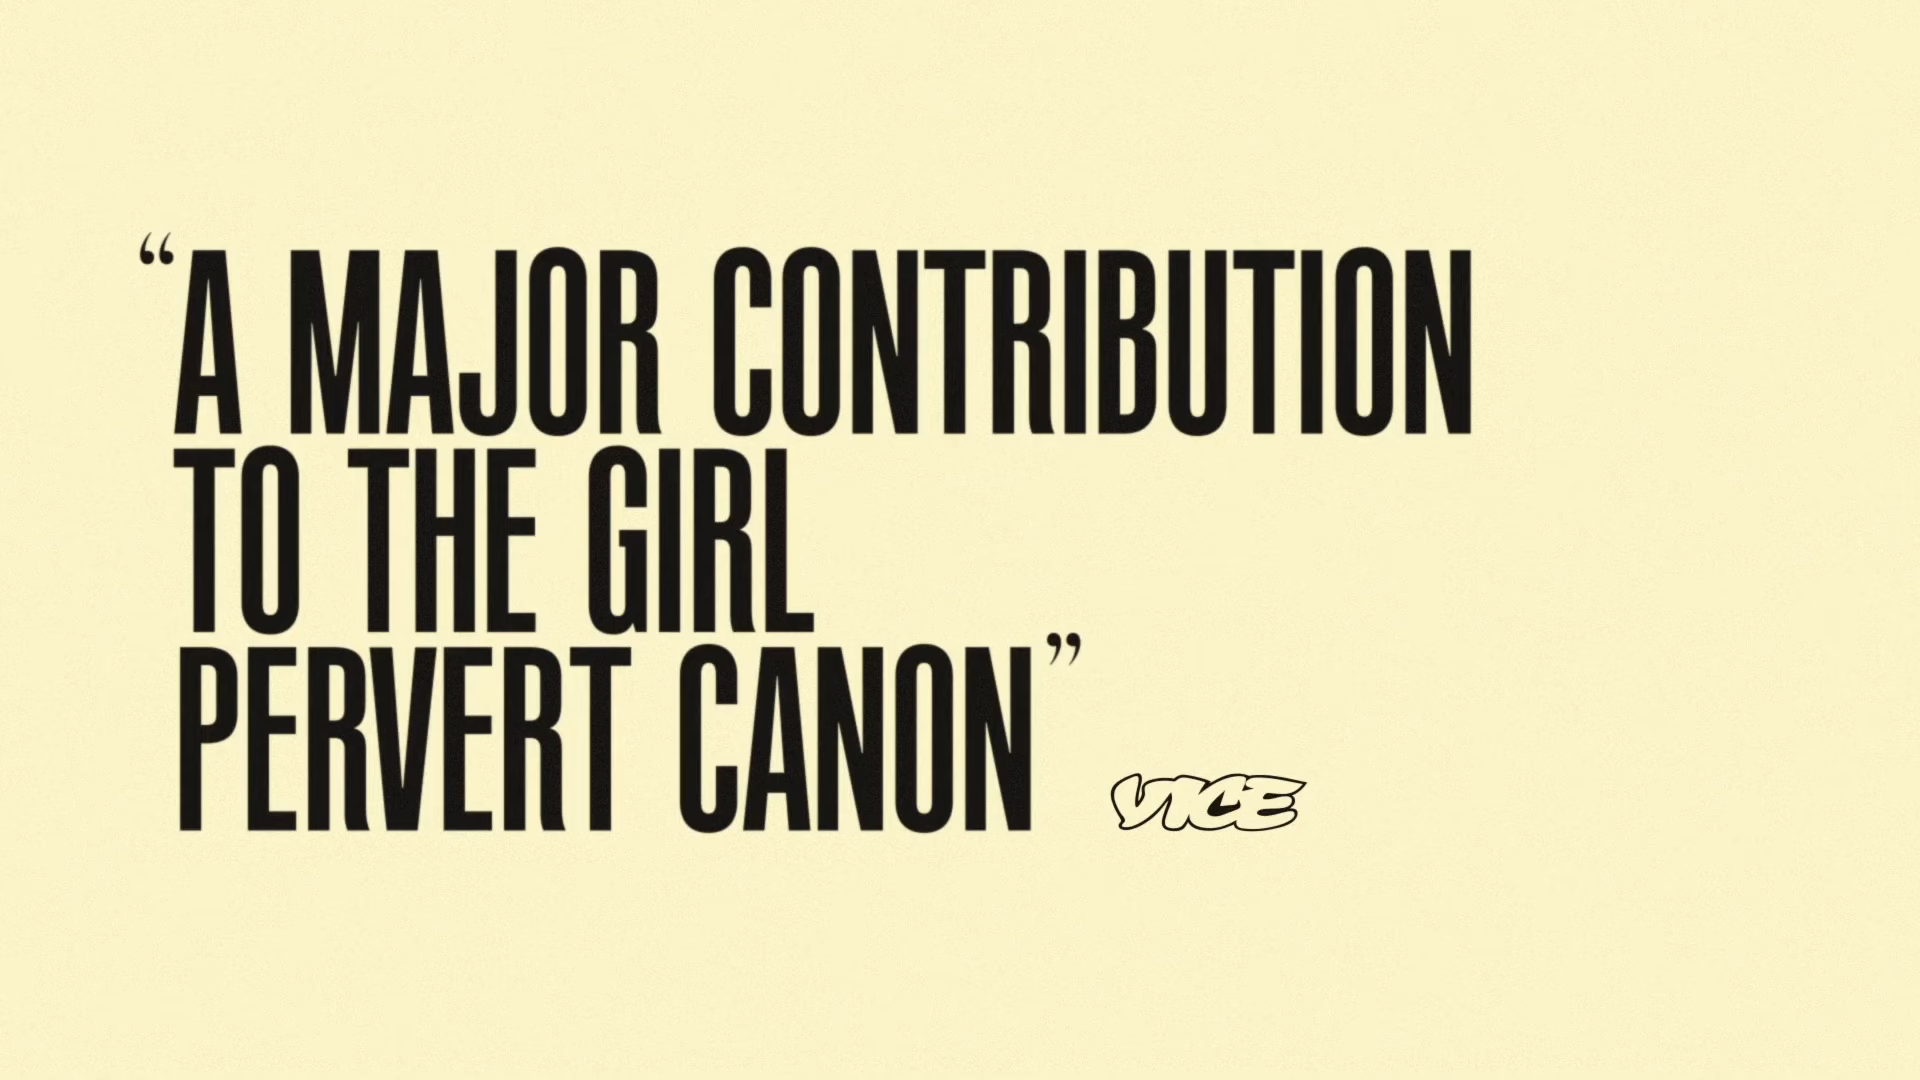 “A MAJOR CONTRIBUTION
TO THE GIRL
PERVERT CANON”
VICE